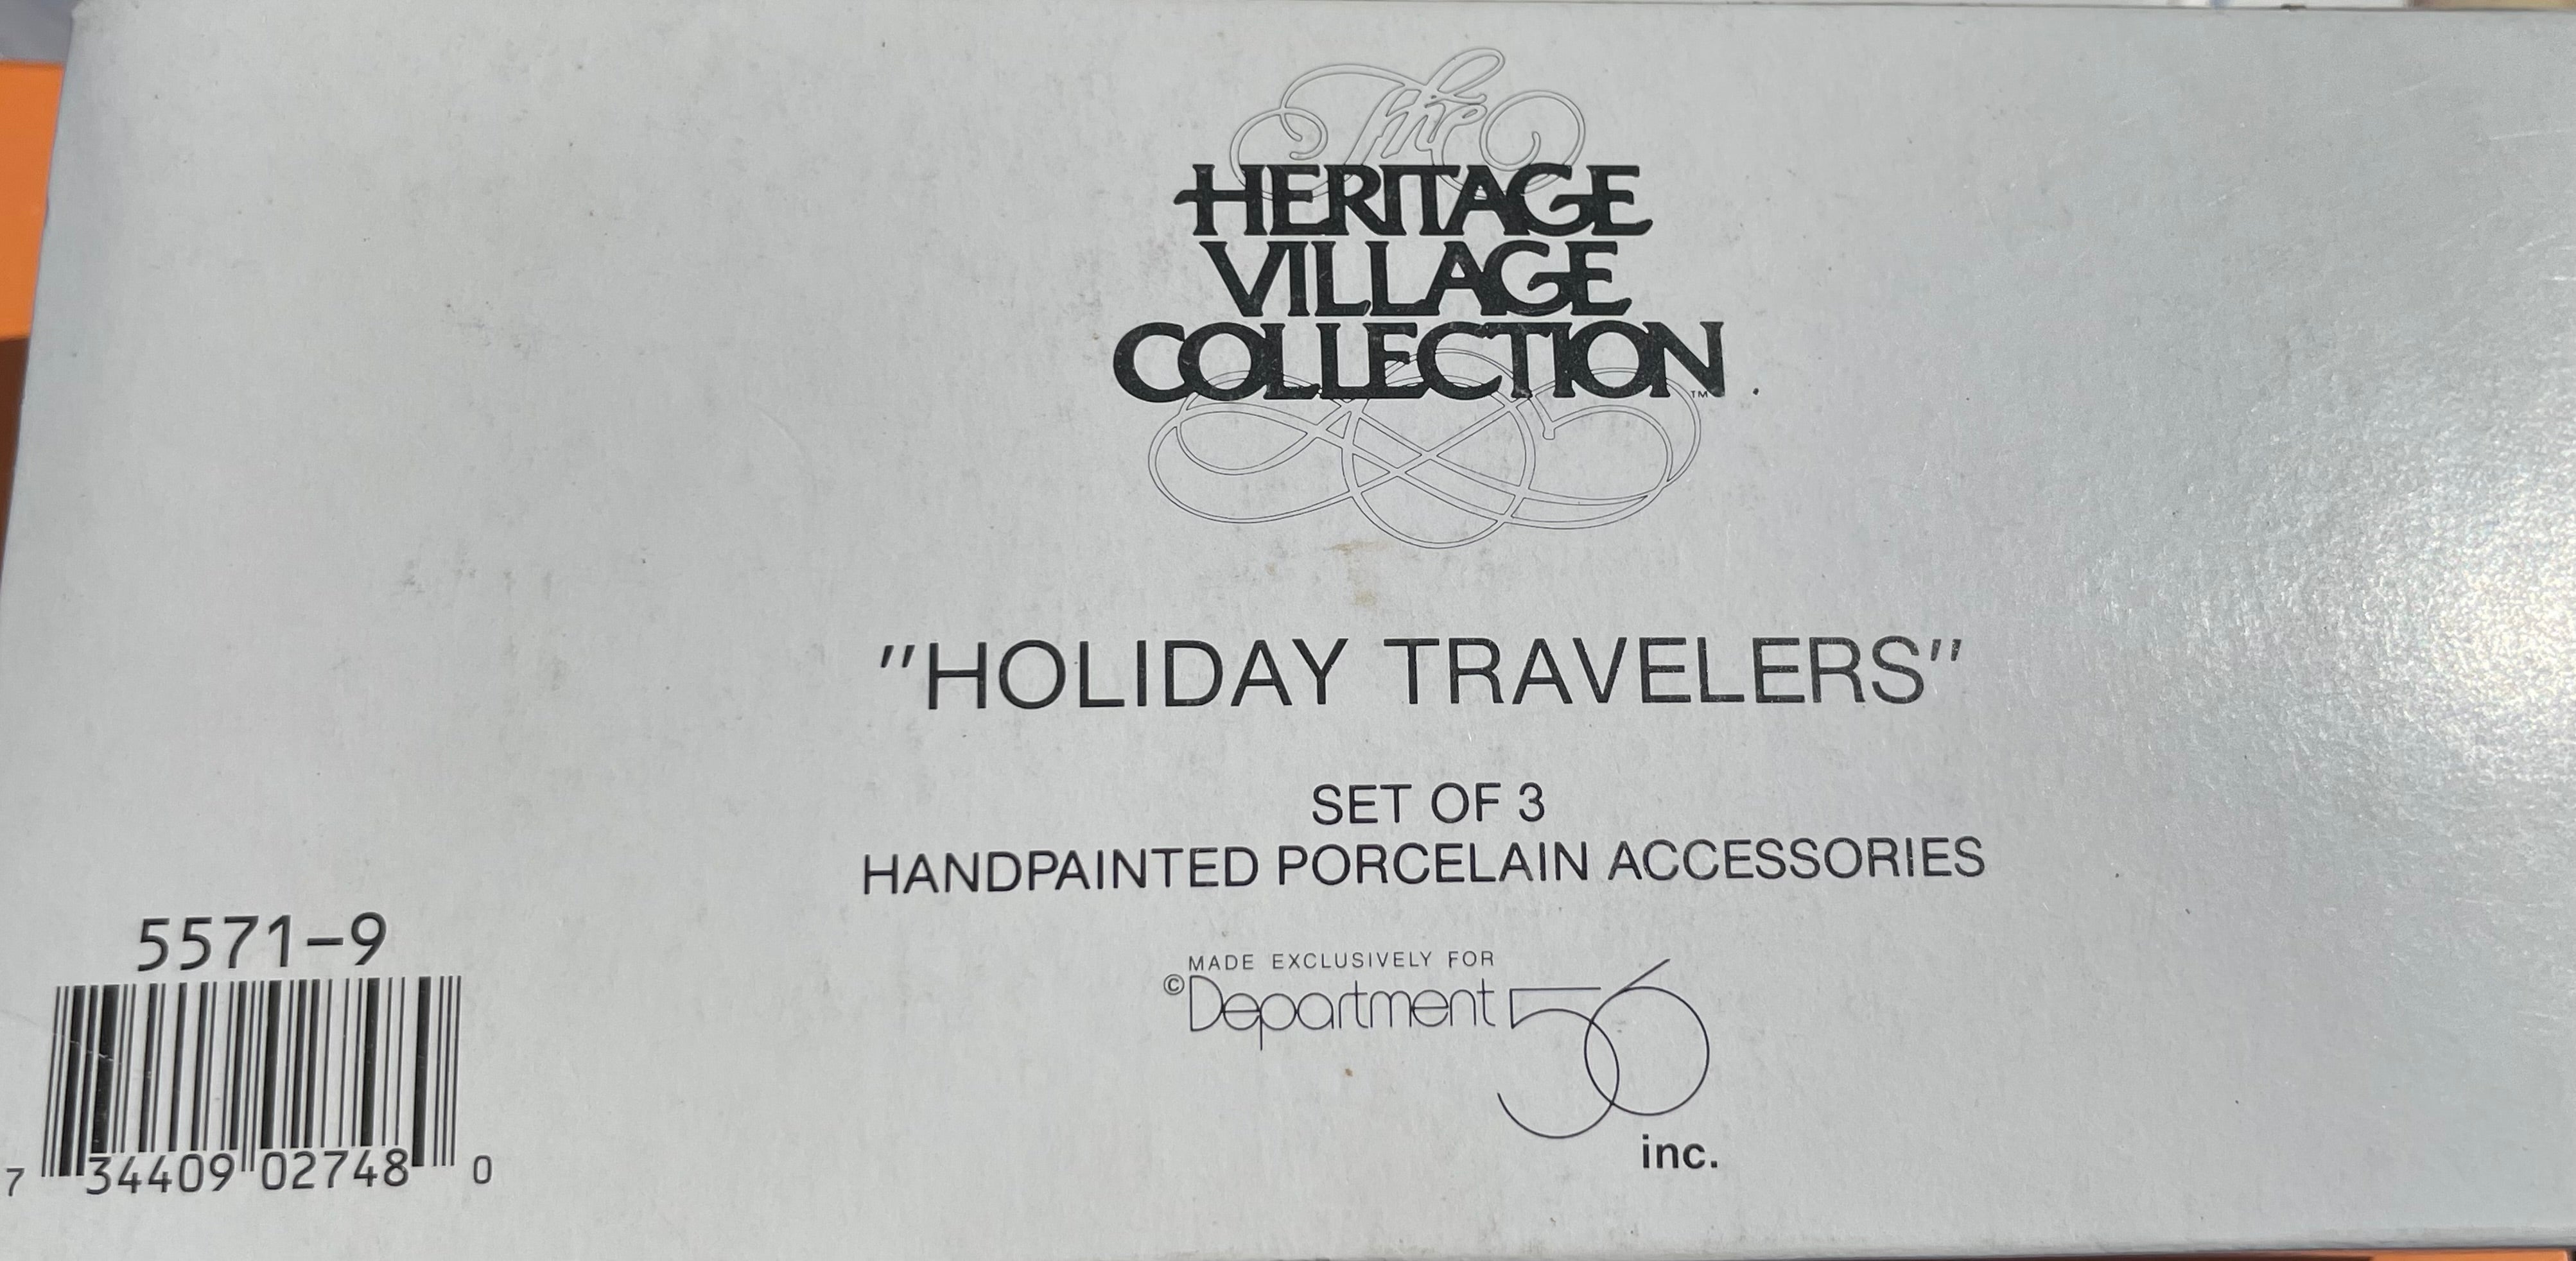 The
HERITAGE
VILLAGE
COLLECTION™
"HOLIDAY TRAVELERS"
SET OF 3
HANDPAINTED PORCELAIN ACCESSORIES
5571-9
7 34409 02748 0
MADE EXCLUSIVELY FOR
©Department 56
inc.